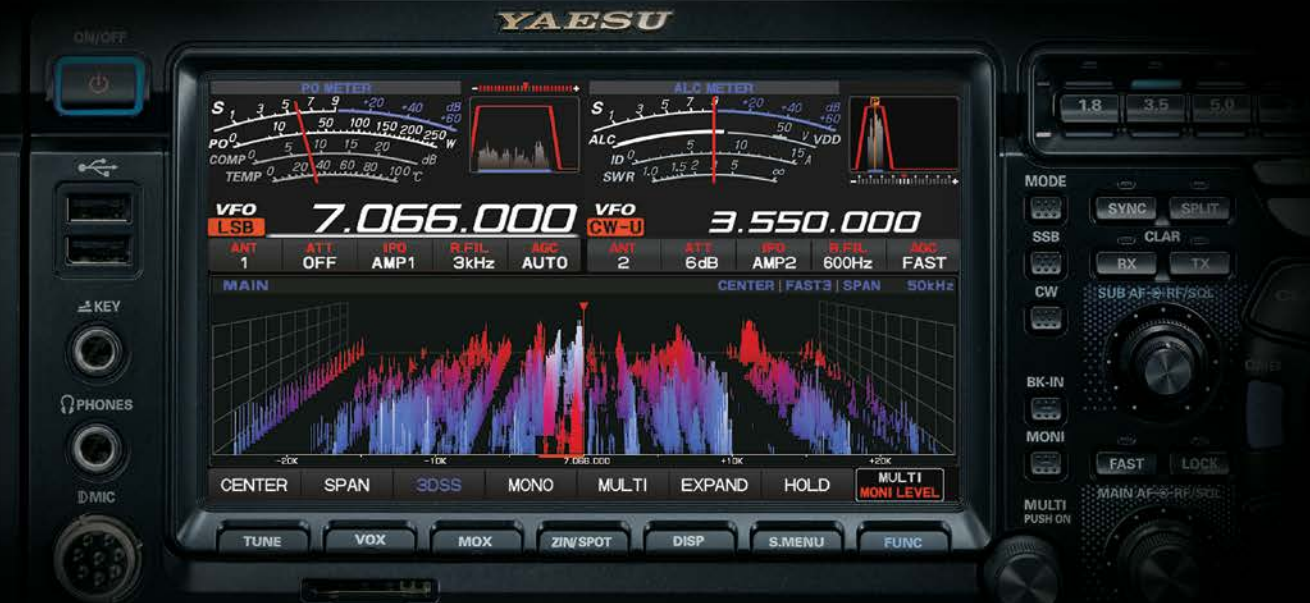 YAESU
ON/OFF
KEY
PHONES
MIC
PO METER
S 1 3 5 7 9 +20 +40 +60 dB
PO 0 10 50 100 150 200 250 W
COMP 0 5 10 15 20 dB
TEMP 0 20 40 60 80 100 °C
ALC METER
S 1 3 5 7 9 +20 +40 +60 dB
ALC 50 V VDD
ID 0 5 10 15 A
SWR 1.0 1.5 2 3 5 ∞
P
VFO
LSB
7.066.000
VFO
CW-U
3.550.000
ANT ATT IPO R.FIL AGC
1 OFF AMP1 3kHz AUTO
ANT ATT IPO R.FIL AGC
2 6dB AMP2 600Hz FAST
MAIN
CENTER | FAST3 | SPAN 50kHz
-20K -10K 7.066.000 +10K +20K
CENTER SPAN 3DSS MONO MULTI EXPAND HOLD MULTI
MONI LEVEL
TUNE VOX MOX ZIN/SPOT DISP S.MENU FUNC
1.8 3.5 5.0
MODE
SSB
CW
BK-IN
MONI
MULTI
PUSH ON
SYNC SPLIT
CLAR
RX TX
SUB AF RF/SQL
FAST LOCK
MAIN AF RF/SQL